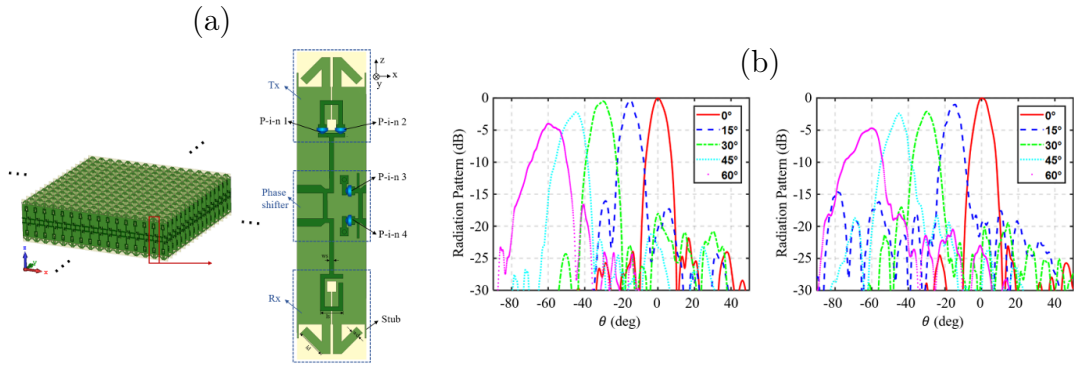 (a)
(b)
Tx
P-i-n 1
P-i-n 2
z
x
y
Phase
shifter
P-i-n 3
P-i-n 4
Rx
Stub
Radiation Pattern (dB)
0
-5
-10
-15
-20
-25
-30
-80 -60 -40 -20 0 20 40
θ (deg)
0°
15°
30°
45°
60°
Radiation Pattern (dB)
0
-5
-10
-15
-20
-25
-30
-80 -60 -40 -20 0 20 40
θ (deg)
0°
15°
30°
45°
60°